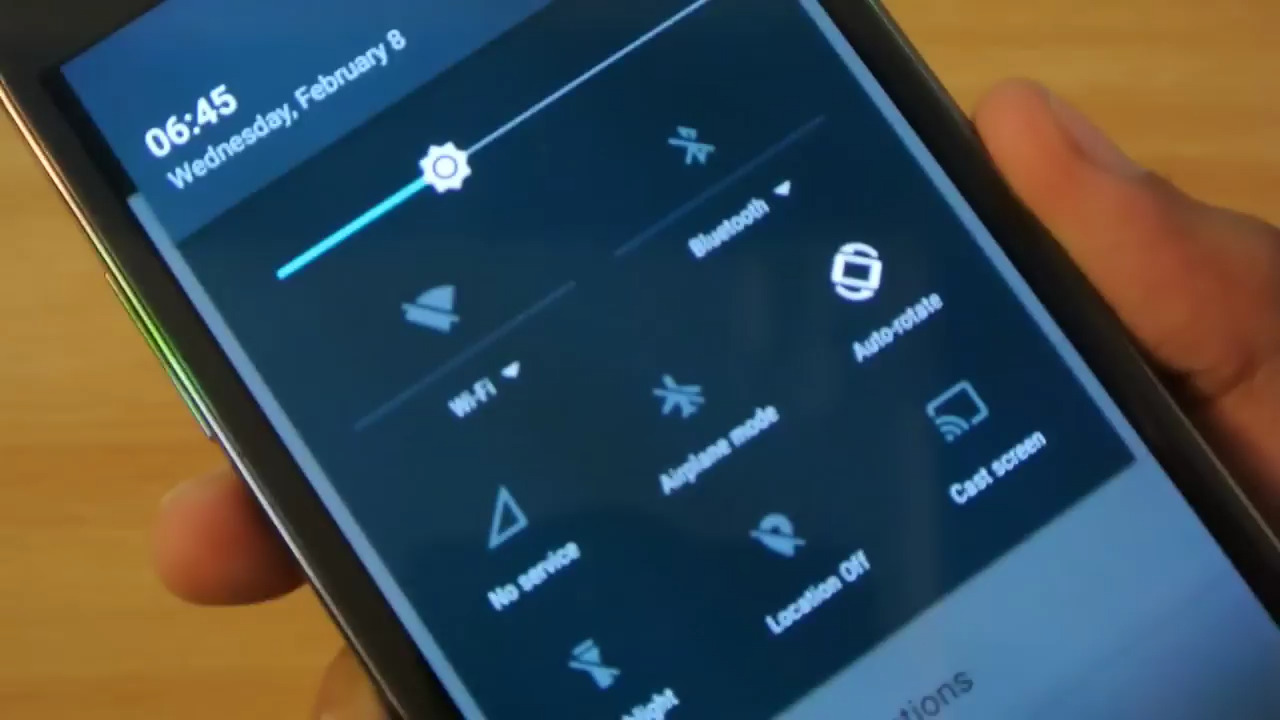 06:45
Wednesday, February 8
Wi-Fi
Bluetooth
No service
Airplane mode
Auto-rotate
Location Off
Cast screen